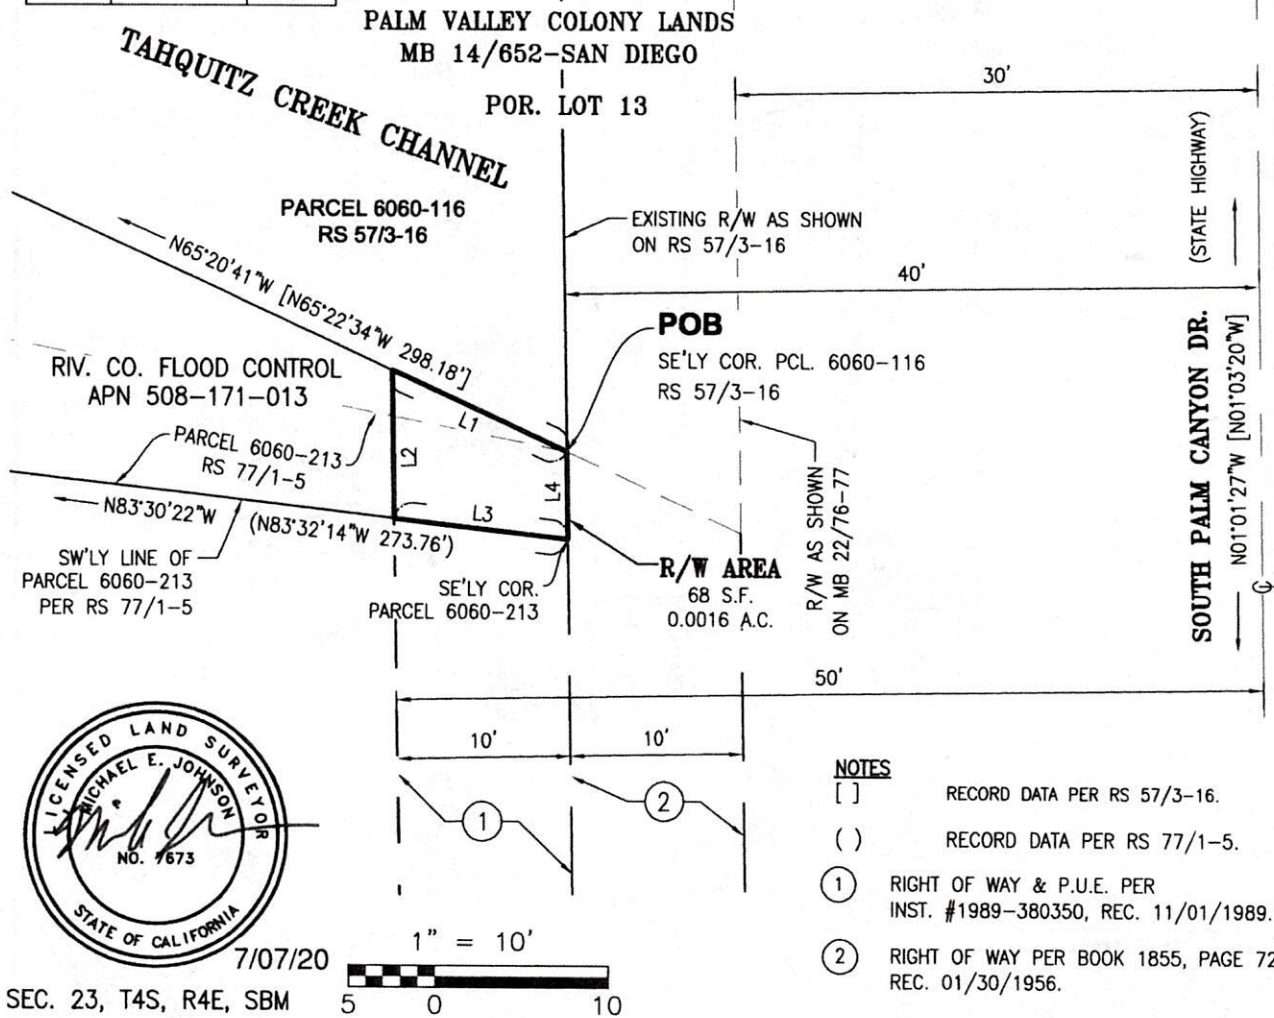 PALM VALLEY COLONY LANDS
MB 14/652-SAN DIEGO
POR. LOT 13
TAHQUITZ CREEK CHANNEL
30'
(STATE HIGHWAY)
PARCEL 6060-116
RS 57/3-16
EXISTING R/W AS SHOWN
ON RS 57/3-16
N65°20'41"W [N65°22'34"W 298.18']
40'
POB
SE'LY COR. PCL. 6060-116
RS 57/3-16
RIV. CO. FLOOD CONTROL
APN 508-171-013
L1
PARCEL 6060-213
RS 77/1-5
L2
L4
L3
N83°30'22"W
(N83°32'14"W 273.76')
SW'LY LINE OF
PARCEL 6060-213
PER RS 77/1-5
SE'LY COR.
PARCEL 6060-213
R/W AREA
68 S.F.
0.0016 A.C.
R/W AS SHOWN
ON MB 22/76-77
SOUTH PALM CANYON DR.
N01°01'27"W [N01°03'20"W]
50'
10'
10'
1
2
LICENSED LAND SURVEYOR
MICHAEL E. JOHNSON
NO. 7673
STATE OF CALIFORNIA
7/07/20
SEC. 23, T4S, R4E, SBM
1" = 10'
5 0 10
NOTES
[ ] RECORD DATA PER RS 57/3-16.
( ) RECORD DATA PER RS 77/1-5.
1 RIGHT OF WAY & P.U.E. PER
INST. #1989-380350, REC. 11/01/1989.
2 RIGHT OF WAY PER BOOK 1855, PAGE 72
REC. 01/30/1956.